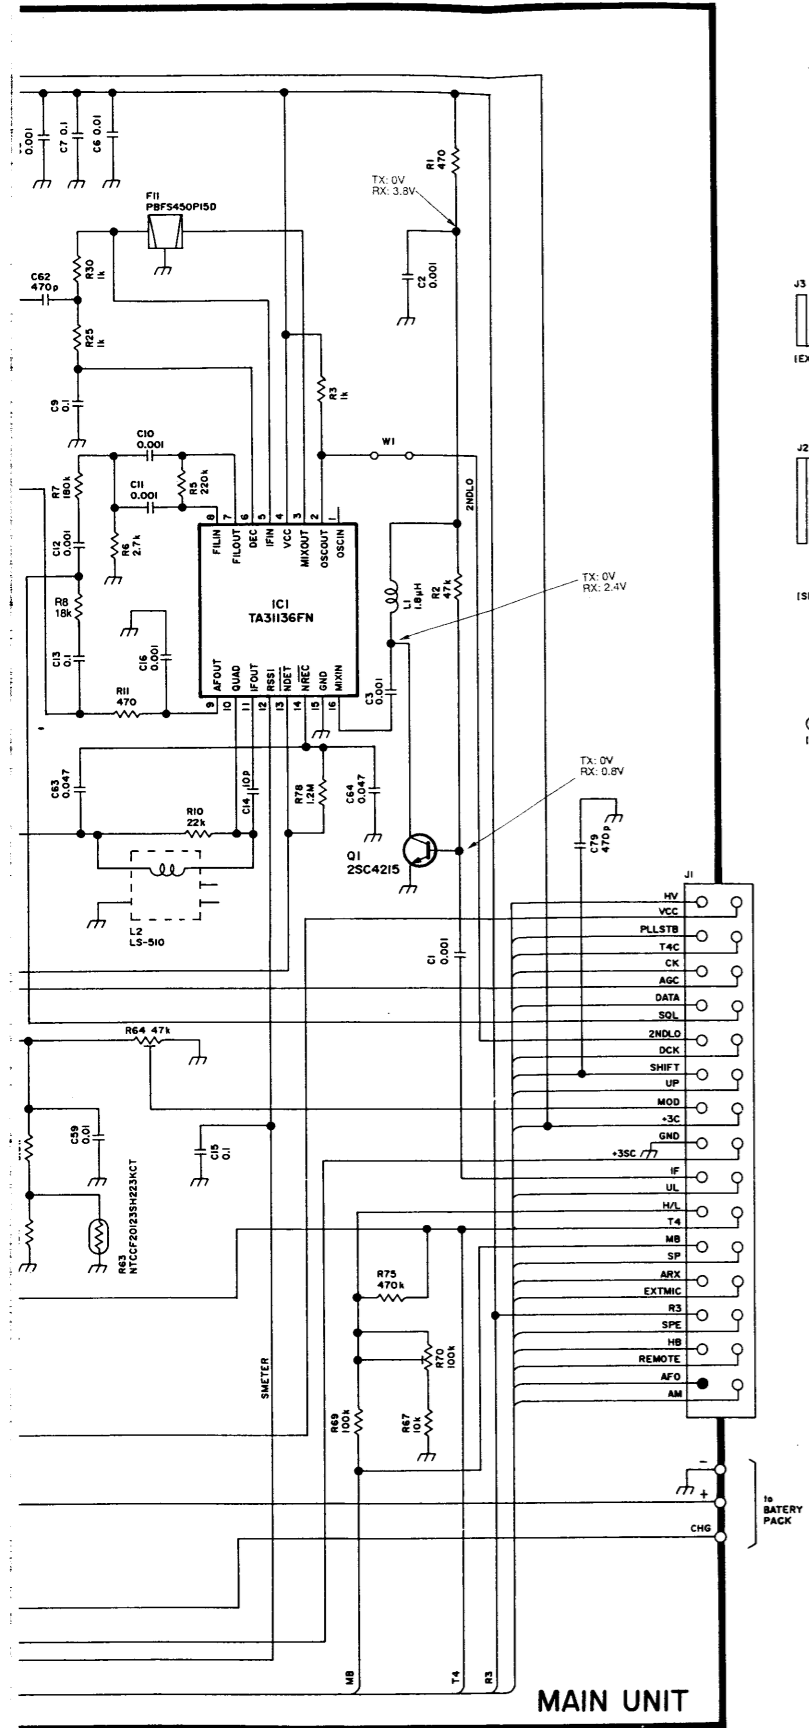 0.001
C7 0.1
C6 0.01
R1 470
TX: 0V
RX: 3.8V
F11
PBFS450P15D
C62
470p
R30
1k
C2
0.001
J3
R25
1k
R3
1k
C9
0.1
C10
0.001
W1
J2
R7
180k
C11
0.001
R5
220k
2NDLO
8 7 6 5 4 3 2 1
FILIN FILOUT DEC IFIN VCC MIXOUT OSCOUT OSCIN
C12
0.001
R6
2.7k
IC1
TA31136FN
L1
1.8μH
R2
47k
TX: 0V
RX: 2.4V
R8
18k
C13
0.1
C16
0.001
C3
0.001
AFOUT QUAD IFOUT RSSI NDET NREC GND MIXIN
9 10 11 12 13 14 15 16
R11
470
C63
0.047
C14 10p
R78
1.2M
C64
0.047
TX: 0V
RX: 0.8V
R10
22k
C79
470p
Q1
2SC4215
L2
LS-510
C1
0.001
J1
HV
VCC
PLLSTB
T4C
CK
AGC
DATA
SQL
2NDLO
DCK
SHIFT
UP
MOD
+3C
GND
+3SC
IF
UL
H/L
T4
MB
SP
ARX
EXTMIC
R3
SPE
HB
REMOTE
AFO
AM
R64 47k
C59
0.01
C15
0.1
R63
NTCCF20123SH223KCT
R75
470k
R70
100k
SMETER
R69
100k
R67
10k
-
+
CHG
to
BATERY
PACK
MB
T4
R3
MAIN UNIT